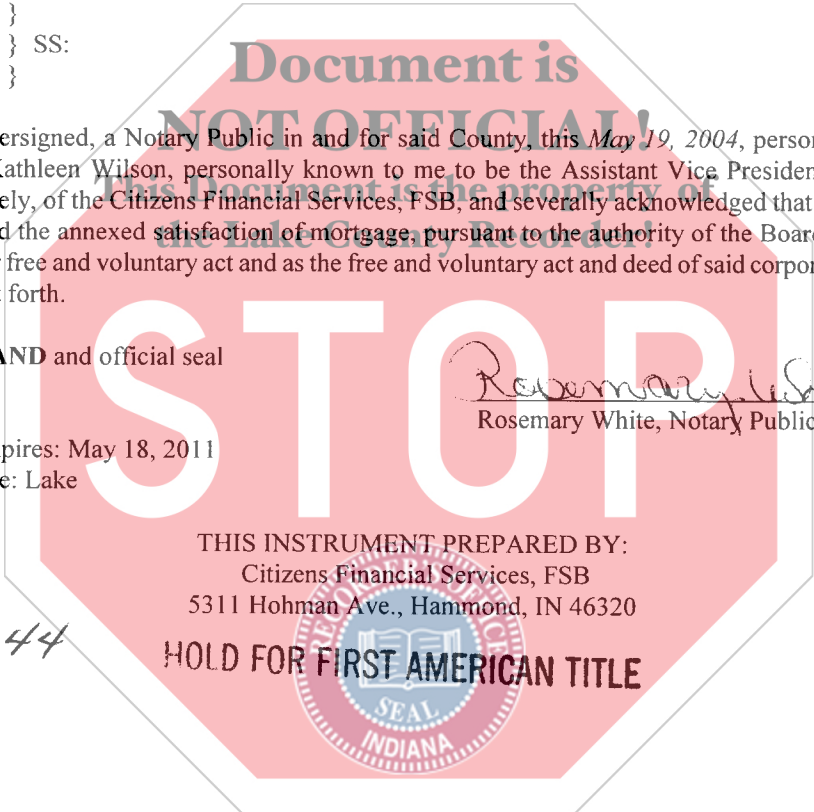 }
} SS:
}
Document is
NOT OFFICIAL!
This Document is the property of
the Lake County Recorder!
ersigned, a Notary Public in and for said County, this May 19, 2004, person
Kathleen Wilson, personally known to me to be the Assistant Vice Presiden
ely, of the Citizens Financial Services, FSB, and severally acknowledged that
d the annexed satisfaction of mortgage, pursuant to the authority of the Board
r free and voluntary act and as the free and voluntary act and deed of said corpor
t forth.
STOP
AND and official seal
Rosemary
Rosemary White, Notary Public
pires: May 18, 2011
e: Lake
THIS INSTRUMENT PREPARED BY:
Citizens Financial Services, FSB
5311 Hohman Ave., Hammond, IN 46320
44
HOLD FOR FIRST AMERICAN TITLE
RECORDER'S OFFICE
SEAL
INDIANA